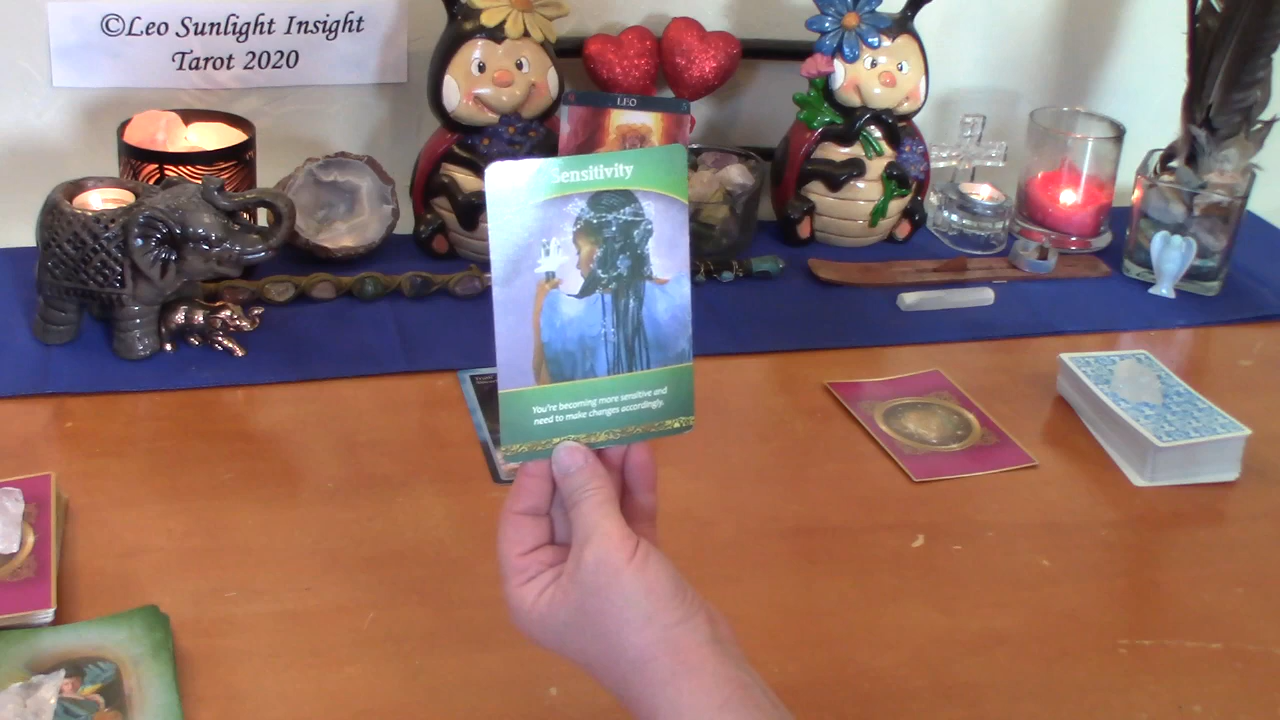 ©Leo Sunlight Insight
Tarot 2020
LEO
Sensitivity
You're becoming more sensitive and
need to make changes accordingly.